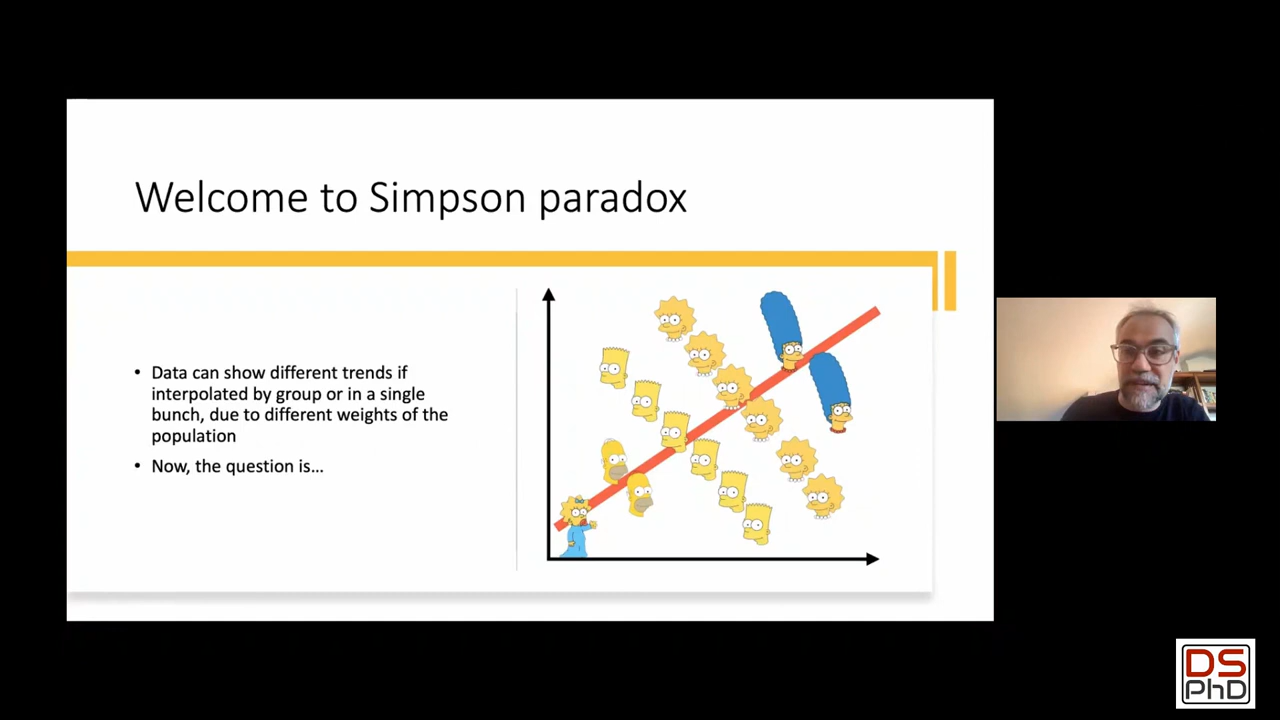 Welcome to Simpson paradox
• Data can show different trends if
interpolated by group or in a single
bunch, due to different weights of the
population
• Now, the question is...
DS
PhD